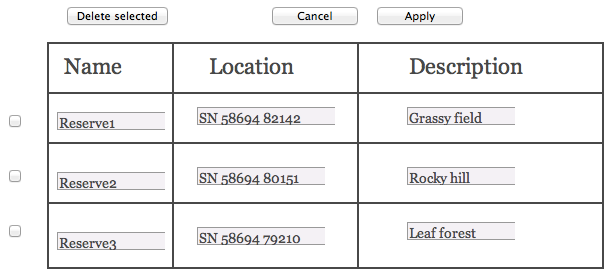 Delete selected Cancel Apply
Name Location Description
Reserve1 SN 58694 82142 Grassy field
Reserve2 SN 58694 80151 Rocky hill
Reserve3 SN 58694 79210 Leaf forest